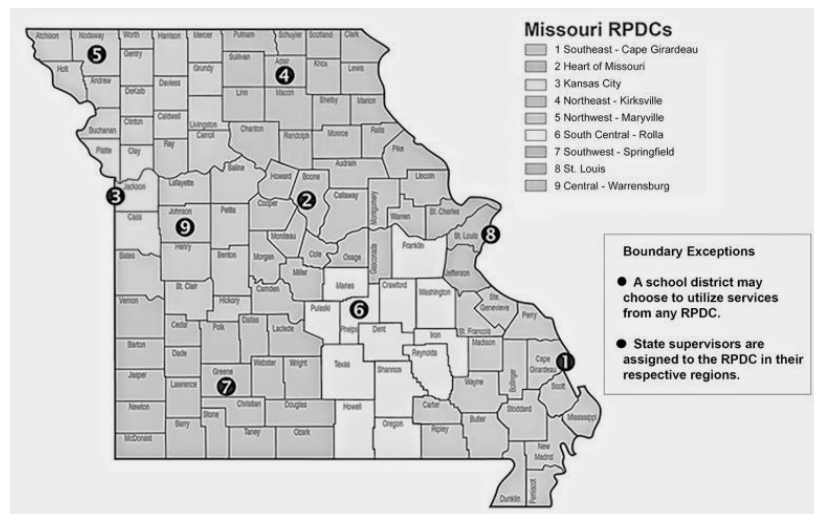 Missouri RPDCs
1 Southeast - Cape Girardeau
2 Heart of Missouri
3 Kansas City
4 Northeast - Kirksville
5 Northwest - Maryville
6 South Central - Rolla
7 Southwest - Springfield
8 St. Louis
9 Central - Warrensburg
Boundary Exceptions
● A school district may
choose to utilize services
from any RPDC.
● State supervisors are
assigned to the RPDC in their
respective regions.
Atchison Nodaway Worth Harrison Mercer Putnam Schuyler Scotland Clark
5
Holt Gentry Sullivan Adair Knox Lewis
4
Andrew DeKalb Daviess Grundy Linn Macon Shelby Marion
Buchanan Clinton Caldwell Livingston Chariton Randolph Monroe Ralls
Platte Clay Ray Carroll Saline Howard Boone Audrain Pike
3
Jackson Lafayette Cooper Callaway Montgomery Lincoln
2
Cass Johnson Pettis Moniteau Warren St. Charles
9
8
Henry Benton Morgan Cole Osage Gasconade Franklin St. Louis
Bates St. Clair Camden Miller Maries Jefferson
Vernon Hickory Pulaski Phelps Crawford Washington Ste.
Genevieve
6
Cedar Polk Dallas Laclede Dent Iron St. Francois Perry
Barton Dade Greene Webster Wright Texas Reynolds Madison Cape
Girardeau
1
7
Jasper Lawrence Christian Douglas Shannon Wayne Bollinger Scott
Newton Barry Stone Taney Ozark Howell Oregon Carter Ripley Butler Stoddard Mississippi
McDonald New
Madrid
Dunklin Pemiscot